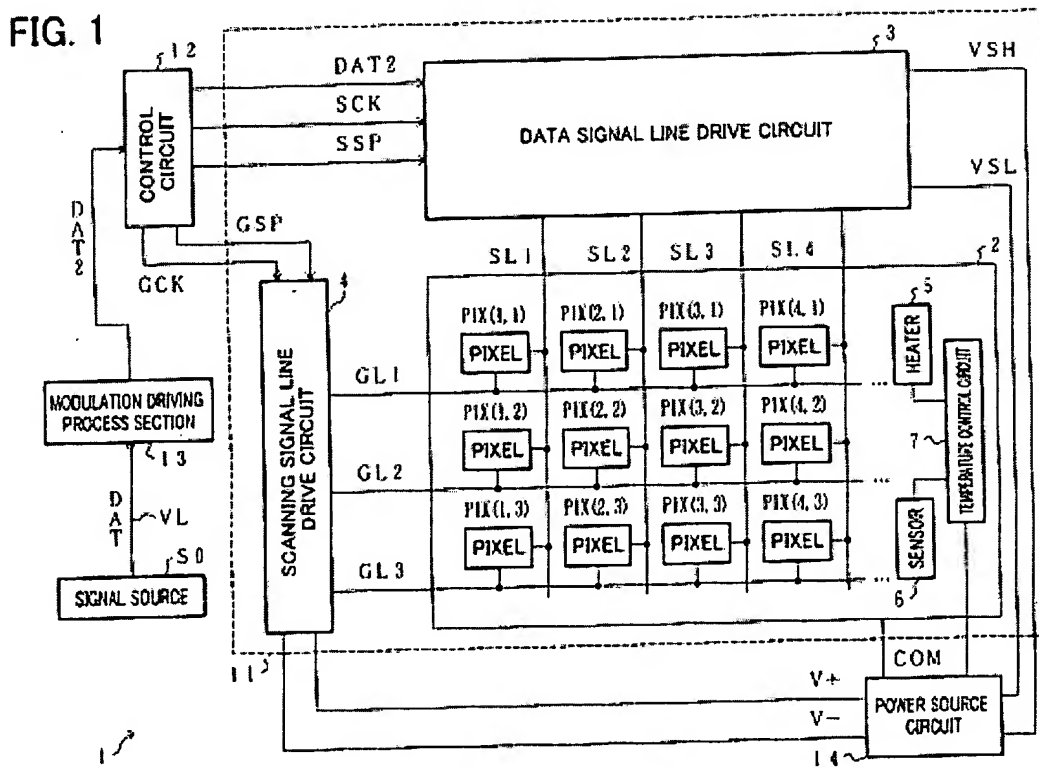 FIG. 1
12
3
VSH
DAT2
SCK
SSP
CONTROL CIRCUIT
DATA SIGNAL LINE DRIVE CIRCUIT
VSL
DAT2
GSP
GCK
SL1 SL2 SL3 SL4
2
4
5
PIX(1,1) PIX(2,1) PIX(3,1) PIX(4,1)
PIXEL PIXEL PIXEL PIXEL
HEATER
GL1
...
MODULATION DRIVING PROCESS SECTION
13
SCANNING SIGNAL LINE DRIVE CIRCUIT
PIX(1,2) PIX(2,2) PIX(3,2) PIX(4,2)
PIXEL PIXEL PIXEL PIXEL
7
TEMPERATURE CONTROL CIRCUIT
GL2
...
DAT
VL
PIX(1,3) PIX(2,3) PIX(3,3) PIX(4,3)
PIXEL PIXEL PIXEL PIXEL
SENSOR
S0
SIGNAL SOURCE
GL3
...
6
11
COM
V+
V-
POWER SOURCE CIRCUIT
14
1